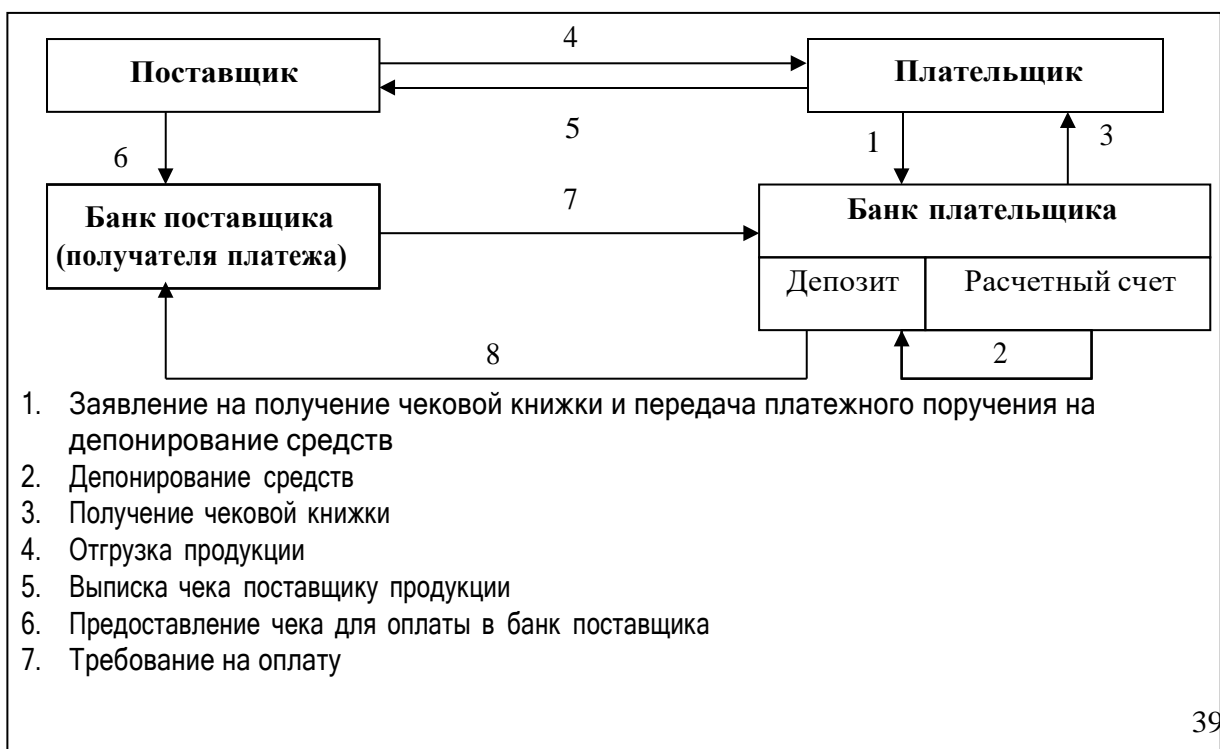 4
Поставщик
Плательщик
5
1
3
6
7
Банк поставщика
(получателя платежа)
Банк плательщика
Депозит
Расчетный счет
8
2
1. Заявление на получение чековой книжки и передача платежного поручения на
депонирование средств
2. Депонирование средств
3. Получение чековой книжки
4. Отгрузка продукции
5. Выписка чека поставщику продукции
6. Предоставление чека для оплаты в банк поставщика
7. Требование на оплату
39